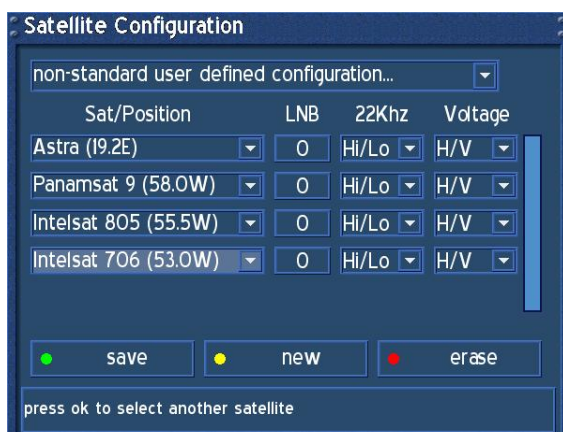 Satellite Configuration
non-standard user defined configuration...
Sat/Position LNB 22Khz Voltage
Astra (19.2E) 0 Hi/Lo H/V
Panamsat 9 (58.0W) 0 Hi/Lo H/V
Intelsat 805 (55.5W) 0 Hi/Lo H/V
Intelsat 706 (53.0W) 0 Hi/Lo H/V
save new erase
press ok to select another satellite